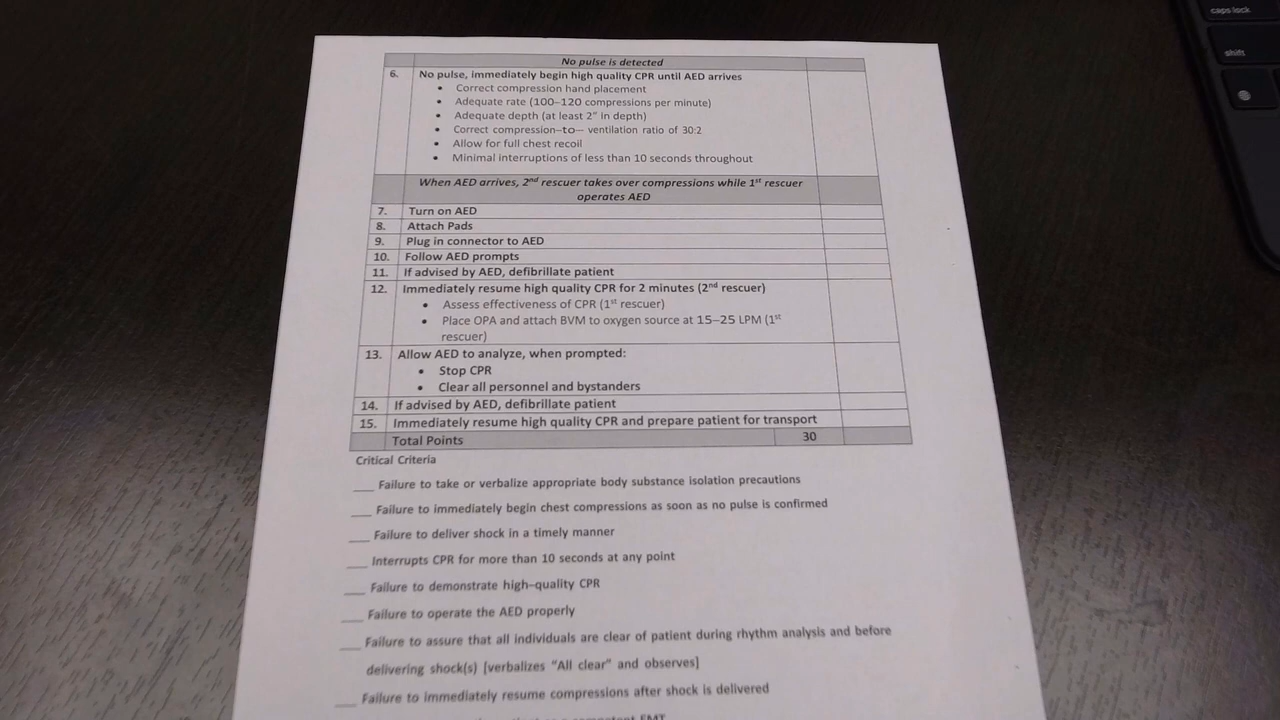 caps lock
shift
No pulse is detected
6. No pulse, immediately begin high quality CPR until AED arrives
• Correct compression hand placement
• Adequate rate (100–120 compressions per minute)
• Adequate depth (at least 2” in depth)
• Correct compression–to– ventilation ratio of 30:2
• Allow for full chest recoil
• Minimal interruptions of less than 10 seconds throughout
When AED arrives, 2nd rescuer takes over compressions while 1st rescuer
operates AED
7. Turn on AED
8. Attach Pads
9. Plug in connector to AED
10. Follow AED prompts
11. If advised by AED, defibrillate patient
12. Immediately resume high quality CPR for 2 minutes (2nd rescuer)
• Assess effectiveness of CPR (1st rescuer)
• Place OPA and attach BVM to oxygen source at 15–25 LPM (1st
rescuer)
13. Allow AED to analyze, when prompted:
• Stop CPR
• Clear all personnel and bystanders
14. If advised by AED, defibrillate patient
15. Immediately resume high quality CPR and prepare patient for transport
Total Points 30
Critical Criteria
___ Failure to take or verbalize appropriate body substance isolation precautions
___ Failure to immediately begin chest compressions as soon as no pulse is confirmed
___ Failure to deliver shock in a timely manner
___ Interrupts CPR for more than 10 seconds at any point
___ Failure to demonstrate high–quality CPR
___ Failure to operate the AED properly
___ Failure to assure that all individuals are clear of patient during rhythm analysis and before
delivering shock(s) [verbalizes “All clear” and observes]
___ Failure to immediately resume compressions after shock is delivered
EMT